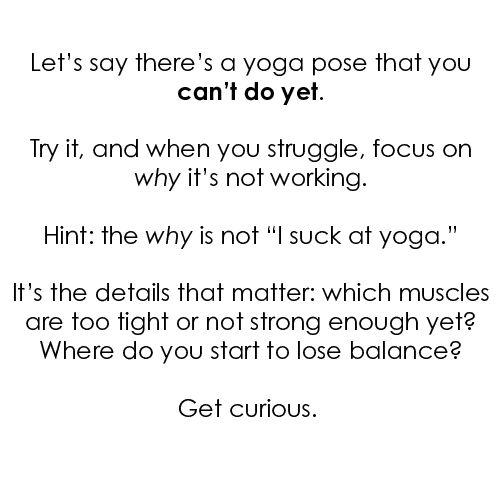 Let’s say there’s a yoga pose that you
can’t do yet.
Try it, and when you struggle, focus on
why it’s not working.
Hint: the why is not “I suck at yoga.”
It’s the details that matter: which muscles
are too tight or not strong enough yet?
Where do you start to lose balance?
Get curious.